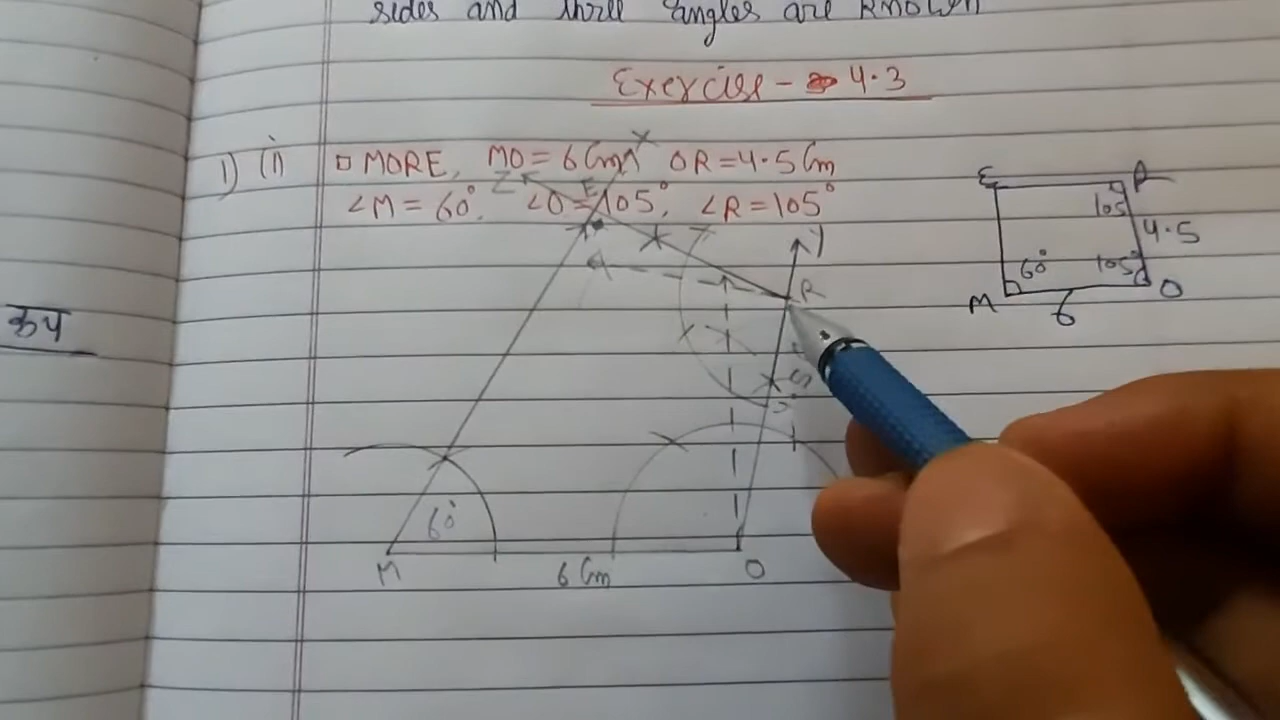 sides and three angles are known
Exercise - 4.3
1) (i) □ MORE, MO = 6 Cm OR = 4.5 Cm
∠M = 60°, ∠O = 105°, ∠R = 105°
X
Z E
Y
R
S
60°
M 6 Cm O
E R
105°
4.5
60° 105°
M 6 O